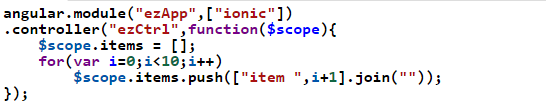 angular.module("ezApp",["ionic"])
.controller("ezCtrl",function($scope){
    $scope.items = [];
    for(var i=0;i<10;i++)
        $scope.items.push(["item ",i+1].join(""));
});